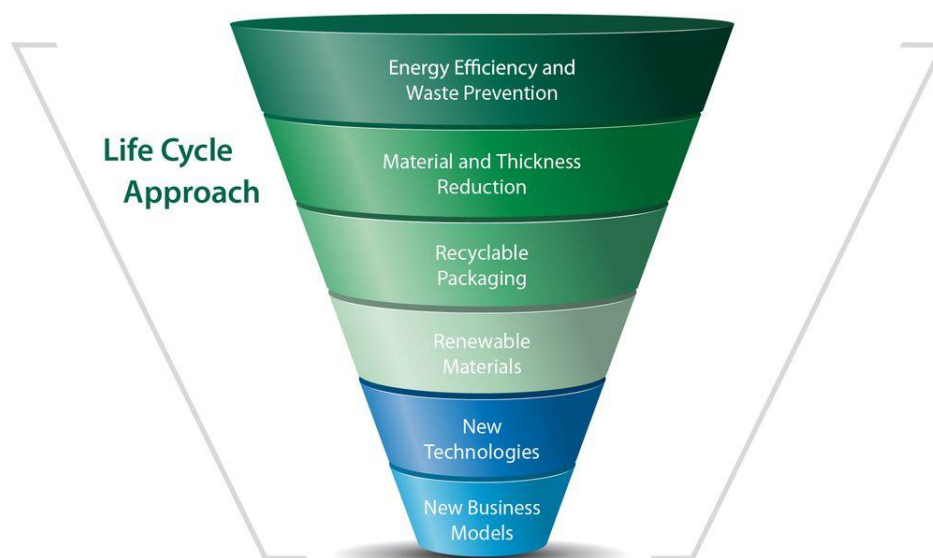 Life Cycle
Approach
Energy Efficiency and
Waste Prevention
Material and Thickness
Reduction
Recyclable
Packaging
Renewable
Materials
New
Technologies
New Business
Models